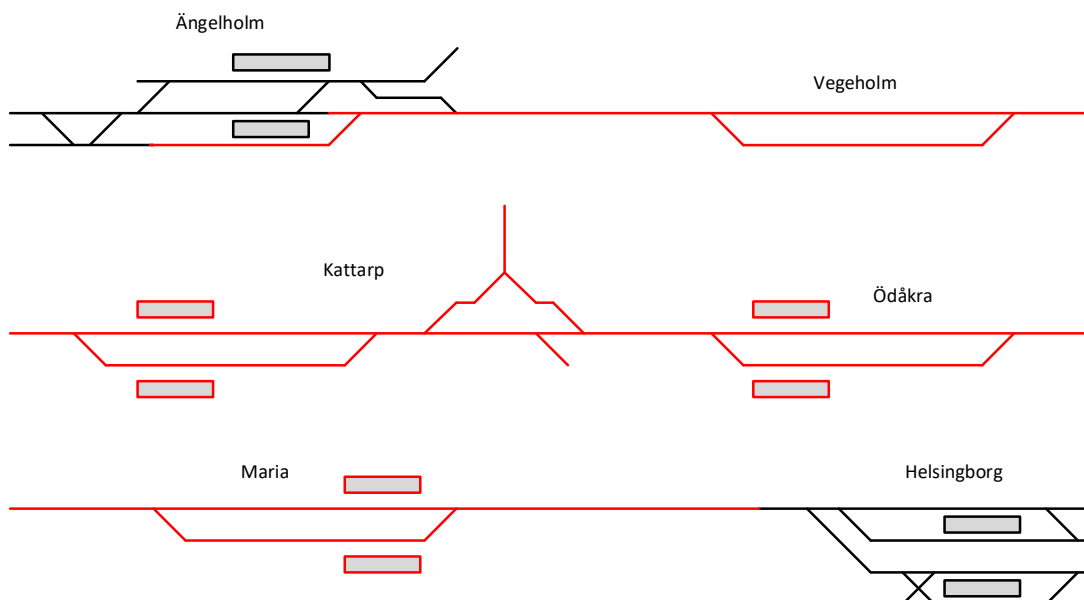 Ängelholm
Vegeholm
Kattarp
Ödåkra
Maria
Helsingborg